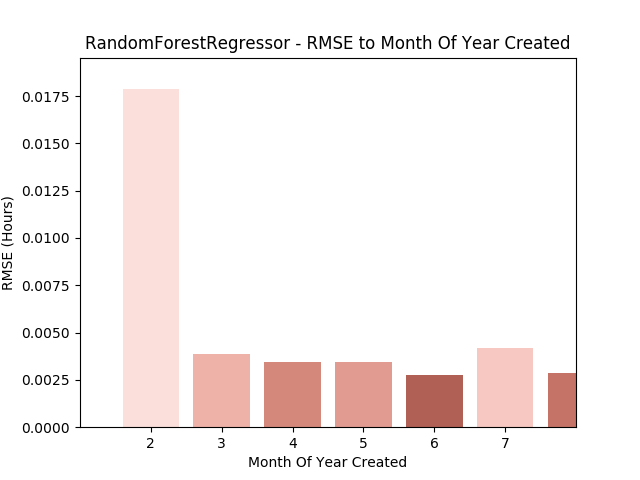 RandomForestRegressor - RMSE to Month Of Year Created
0.0175
0.0150
0.0125
0.0100
0.0075
0.0050
0.0025
0.0000
RMSE (Hours)
2 3 4 5 6 7
Month Of Year Created